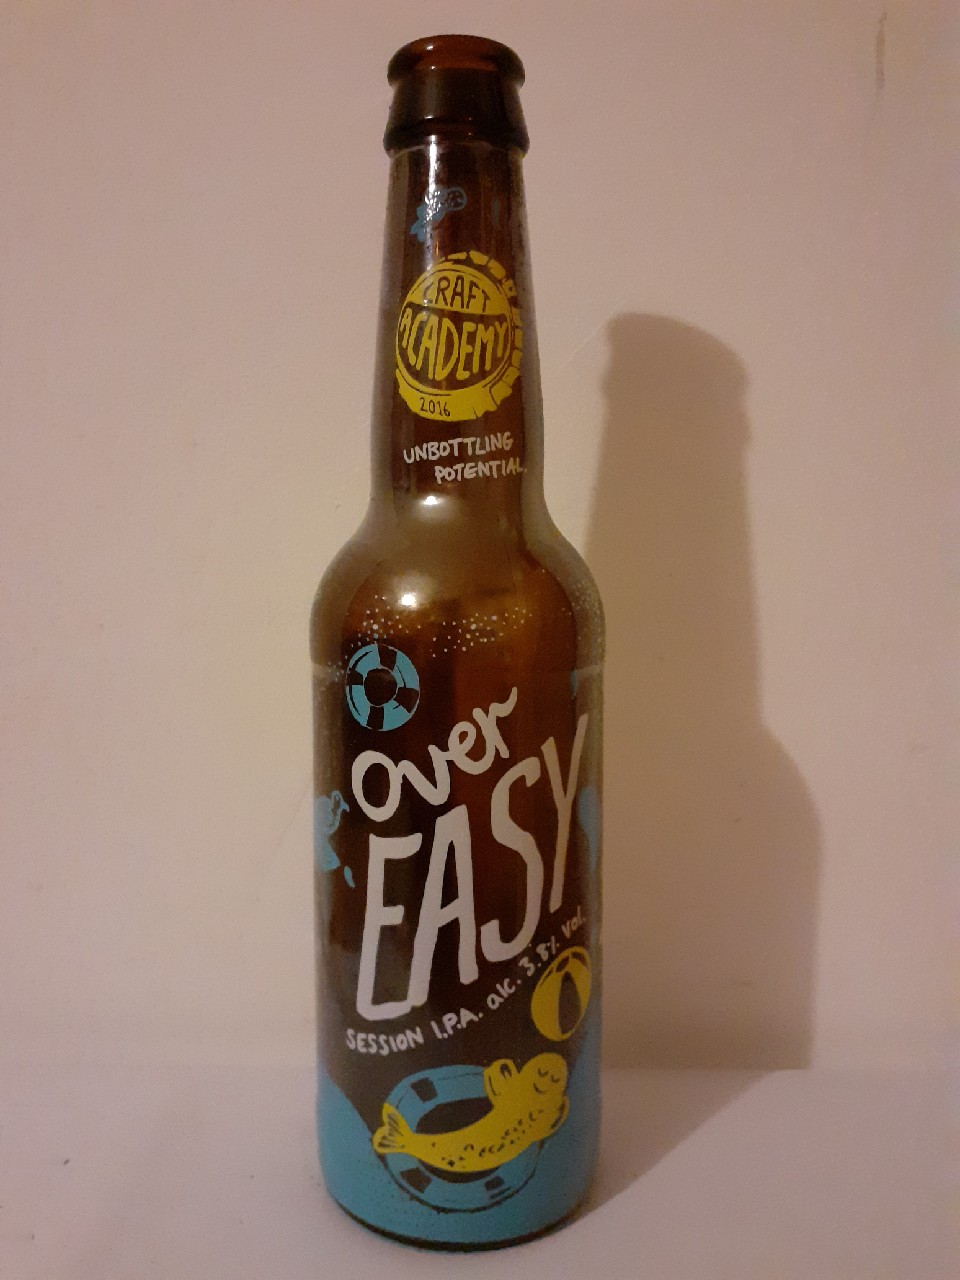 CRAFT
ACADEMY
2016
UNBOTTLING
POTENTIAL.
over
EASY
SESSION I.P.A. alc. 3.8% vol.